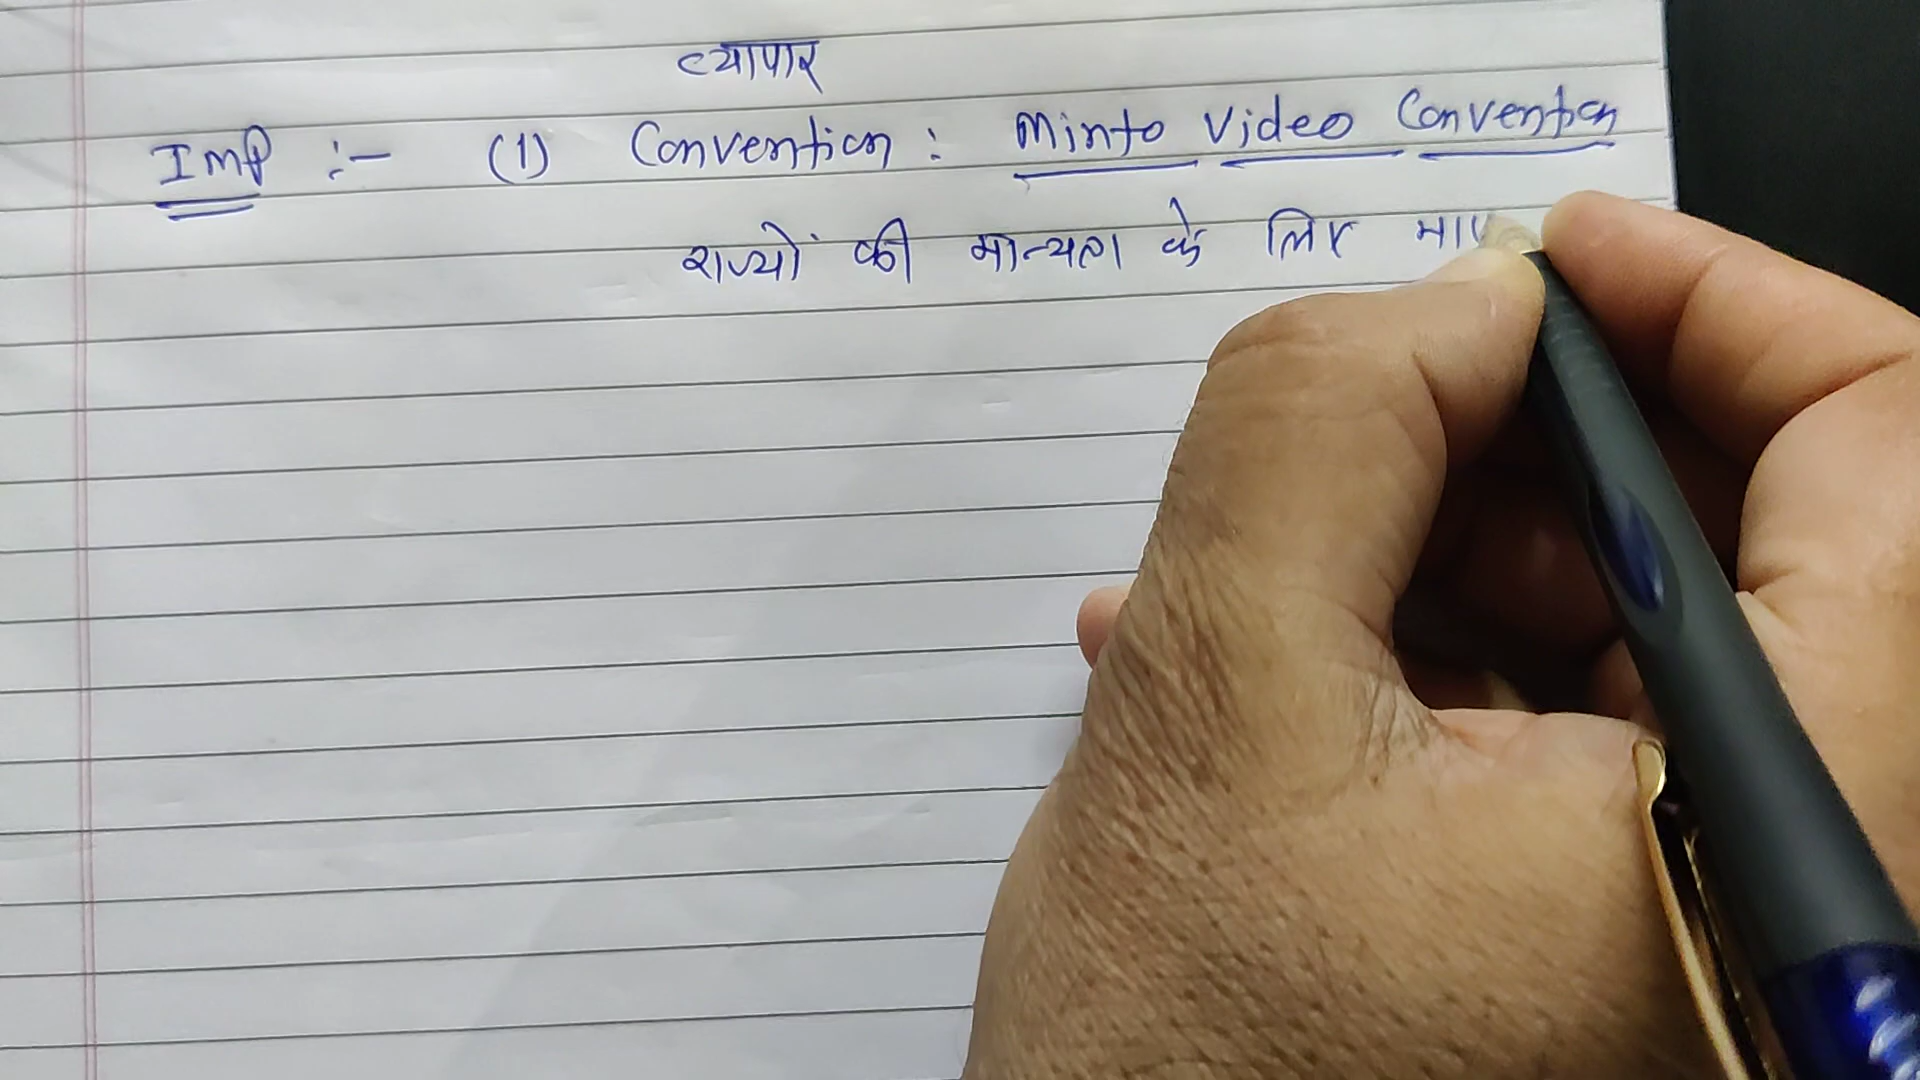 व्यापार
Imp :- (1) Convention : Minto Video Convention
राज्यों की मान्यता के लिए